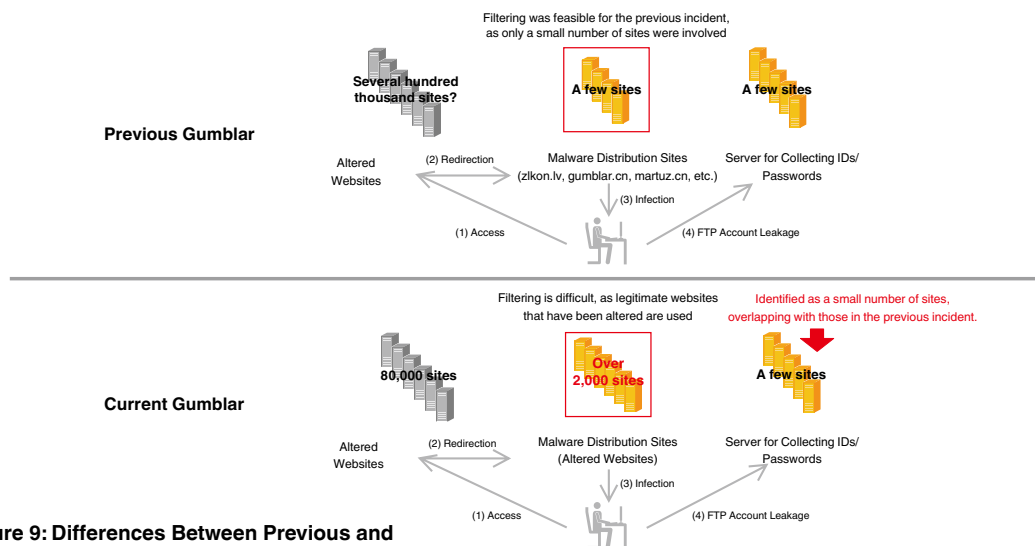 Filtering was feasible for the previous incident,
as only a small number of sites were involved
Several hundred
thousand sites?
A few sites
A few sites
Previous Gumblar
Altered
Websites
(2) Redirection
Malware Distribution Sites
(zlkon.lv, gumblar.cn, martuz.cn, etc.)
Server for Collecting IDs/
Passwords
(3) Infection
(1) Access
(4) FTP Account Leakage
Filtering is difficult, as legitimate websites
that have been altered are used
Identified as a small number of sites,
overlapping with those in the previous incident.
80,000 sites
Over
2,000 sites
A few sites
Current Gumblar
Altered
Websites
(2) Redirection
Malware Distribution Sites
(Altered Websites)
Server for Collecting IDs/
Passwords
(3) Infection
(1) Access
(4) FTP Account Leakage
ure 9: Differences Between Previous and